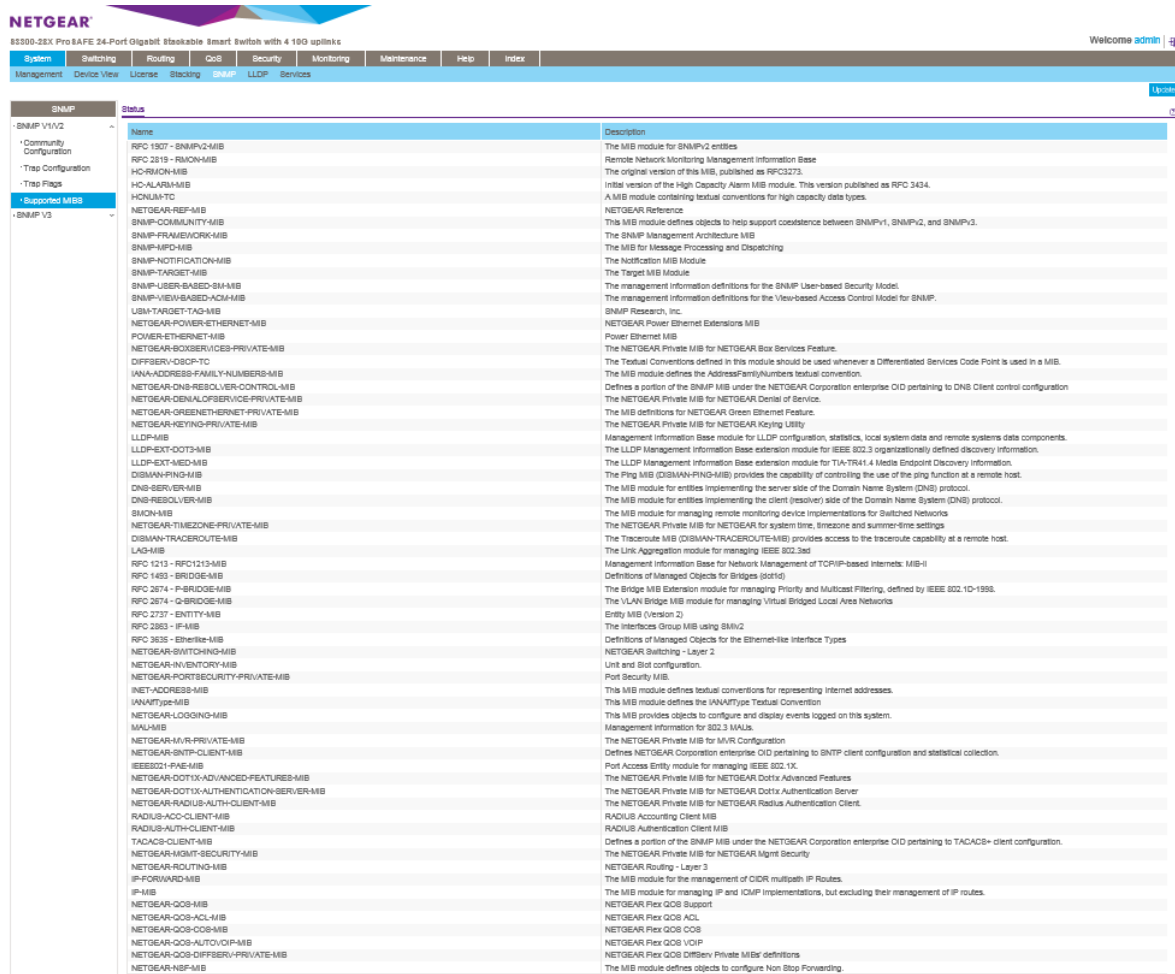 NETGEAR®
S3300-28X ProSAFE 24-Port Gigabit Stackable Smart Switch with 4 10G uplinks
Welcome admin
System Switching Routing QoS Security Monitoring Maintenance Help Index
Management Device View License Stacking SNMP LLDP Services
Update
SNMP
SNMP V1/V2
Community
Configuration
Trap Configuration
Trap Flags
Supported MIBS
SNMP V3
Status
Name Description
RFC 1907 - SNMPv2-MIB The MIB module for SNMPv2 entities
RFC 2819 - RMON-MIB Remote Network Monitoring Management Information Base
HC-RMON-MIB The original version of this MIB, published as RFC3273.
HC-ALARM-MIB Initial version of the High Capacity Alarm MIB module. This version published as RFC 3434.
HCNUM-TC A MIB module containing textual conventions for high capacity data types.
NETGEAR-REF-MIB NETGEAR Reference
SNMP-COMMUNITY-MIB This MIB module defines objects to help support coexistence between SNMPv1, SNMPv2, and SNMPv3.
SNMP-FRAMEWORK-MIB The SNMP Management Architecture MIB
SNMP-MPD-MIB The MIB for Message Processing and Dispatching
SNMP-NOTIFICATION-MIB The Notification MIB Module
SNMP-TARGET-MIB The Target MIB Module
SNMP-USER-BASED-SM-MIB The management information definitions for the SNMP User-based Security Model.
SNMP-VIEW-BASED-ACM-MIB The management information definitions for the View-based Access Control Model for SNMP.
USM-TARGET-TAG-MIB SNMP Research, Inc.
NETGEAR-POWER-ETHERNET-MIB NETGEAR Power Ethernet Extensions MIB
POWER-ETHERNET-MIB Power Ethernet MIB
NETGEAR-BOXSERVICES-PRIVATE-MIB The NETGEAR Private MIB for NETGEAR Box Services Feature.
DIFFSERV-DSCP-TC The Textual Conventions defined in this module should be used whenever a Differentiated Services Code Point is used in a MIB.
IANA-ADDRESS-FAMILY-NUMBERS-MIB The MIB module defines the AddressFamilyNumbers textual convention.
NETGEAR-DNS-RESOLVER-CONTROL-MIB Defines a portion of the SNMP MIB under the NETGEAR Corporation enterprise OID pertaining to DNS Client control configuration
NETGEAR-DENIALOFSERVICE-PRIVATE-MIB The NETGEAR Private MIB for NETGEAR Denial of Service.
NETGEAR-GREENETHERNET-PRIVATE-MIB The MIB definitions for NETGEAR Green Ethernet Feature.
NETGEAR-KEYING-PRIVATE-MIB The NETGEAR Private MIB for NETGEAR Keying Utility
LLDP-MIB Management Information Base module for LLDP configuration, statistics, local system data and remote systems data components.
LLDP-EXT-DOT3-MIB The LLDP Management Information Base extension module for IEEE 802.3 organizationally defined discovery information.
LLDP-EXT-MED-MIB The LLDP Management Information Base extension module for TIA-TR41.4 Media Endpoint Discovery information.
DISMAN-PING-MIB The Ping MIB (DISMAN-PING-MIB) provides the capability of controlling the use of the ping function at a remote host.
DNS-SERVER-MIB The MIB module for entities implementing the server side of the Domain Name System (DNS) protocol.
DNS-RESOLVER-MIB The MIB module for entities implementing the client (resolver) side of the Domain Name System (DNS) protocol.
SMON-MIB The MIB module for managing remote monitoring device implementations for Switched Networks
NETGEAR-TIMEZONE-PRIVATE-MIB The NETGEAR Private MIB for NETGEAR for system time, timezone and summer-time settings
DISMAN-TRACEROUTE-MIB The Traceroute MIB (DISMAN-TRACEROUTE-MIB) provides access to the traceroute capability at a remote host.
LAG-MIB The Link Aggregation module for managing IEEE 802.3ad
RFC 1213 - RFC1213-MIB Management Information Base for Network Management of TCP/IP-based internets: MIB-II
RFC 1493 - BRIDGE-MIB Definitions of Managed Objects for Bridges (dot1d)
RFC 2674 - P-BRIDGE-MIB The Bridge MIB Extension module for managing Priority and Multicast Filtering, defined by IEEE 802.1D-1998.
RFC 2674 - Q-BRIDGE-MIB The VLAN Bridge MIB module for managing Virtual Bridged Local Area Networks
RFC 2737 - ENTITY-MIB Entity MIB (Version 2)
RFC 2863 - IF-MIB The Interfaces Group MIB using SMIv2
RFC 3635 - Etherlike-MIB Definitions of Managed Objects for the Ethernet-like Interface Types
NETGEAR-SWITCHING-MIB NETGEAR Switching - Layer 2
NETGEAR-INVENTORY-MIB Unit and Slot configuration.
NETGEAR-PORTSECURITY-PRIVATE-MIB Port Security MIB.
INET-ADDRESS-MIB This MIB module defines textual conventions for representing Internet addresses.
IANAifType-MIB This MIB module defines the IANAifType Textual Convention
NETGEAR-LOGGING-MIB This MIB provides objects to configure and display events logged on this system.
MAU-MIB Management information for 802.3 MAUs.
NETGEAR-MVR-PRIVATE-MIB The NETGEAR Private MIB for MVR Configuration
NETGEAR-SNTP-CLIENT-MIB Defines NETGEAR Corporation enterprise OID pertaining to SNTP client configuration and statistical collection.
IEEE8021-PAE-MIB Port Access Entity module for managing IEEE 802.1X.
NETGEAR-DOT1X-ADVANCED-FEATURES-MIB The NETGEAR Private MIB for NETGEAR Dot1x Advanced Features
NETGEAR-DOT1X-AUTHENTICATION-SERVER-MIB The NETGEAR Private MIB for NETGEAR Dot1x Authentication Server
NETGEAR-RADIUS-AUTH-CLIENT-MIB The NETGEAR Private MIB for NETGEAR Radius Authentication Client.
RADIUS-ACC-CLIENT-MIB RADIUS Accounting Client MIB
RADIUS-AUTH-CLIENT-MIB RADIUS Authentication Client MIB
TACACS-CLIENT-MIB Defines a portion of the SNMP MIB under the NETGEAR Corporation enterprise OID pertaining to TACACS+ client configuration.
NETGEAR-MGMT-SECURITY-MIB The NETGEAR Private MIB for NETGEAR Mgmt Security
NETGEAR-ROUTING-MIB NETGEAR Routing - Layer 3
IP-FORWARD-MIB The MIB module for the management of CIDR multipath IP Routes.
IP-MIB The MIB module for managing IP and ICMP implementations, but excluding their management of IP routes.
NETGEAR-QOS-MIB NETGEAR Flex QOS Support
NETGEAR-QOS-ACL-MIB NETGEAR Flex QOS ACL
NETGEAR-QOS-COS-MIB NETGEAR Flex QOS COS
NETGEAR-QOS-AUTOVOIP-MIB NETGEAR Flex QOS VOIP
NETGEAR-QOS-DIFFSERV-PRIVATE-MIB NETGEAR Flex QOS DiffServ Private MIBs' definitions
NETGEAR-NSF-MIB The MIB module defines objects to configure Non Stop Forwarding.